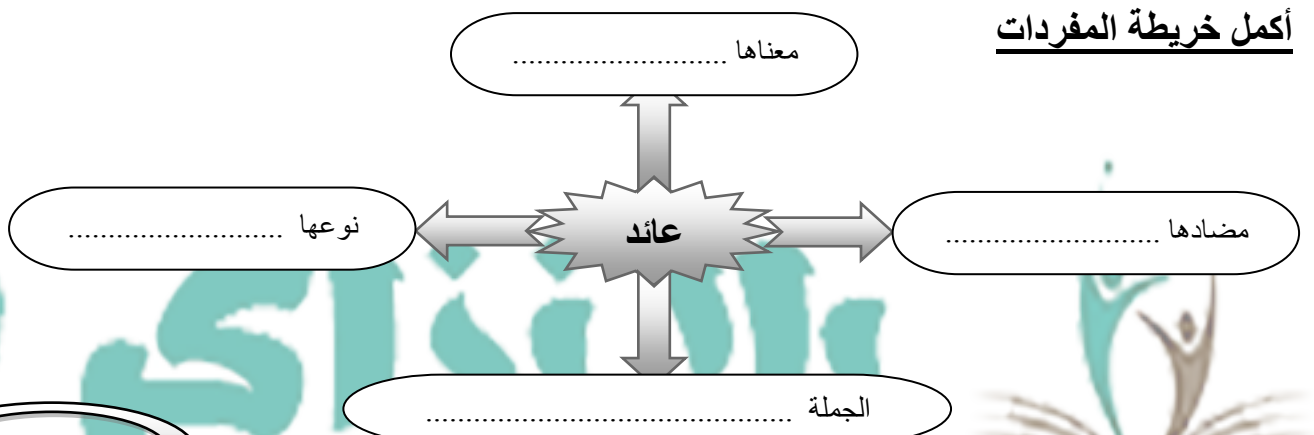 أكمل خريطة المفردات
معناها ...........................
مضادها ...........................
عائد
نوعها ...........................
الجملة ..............................................